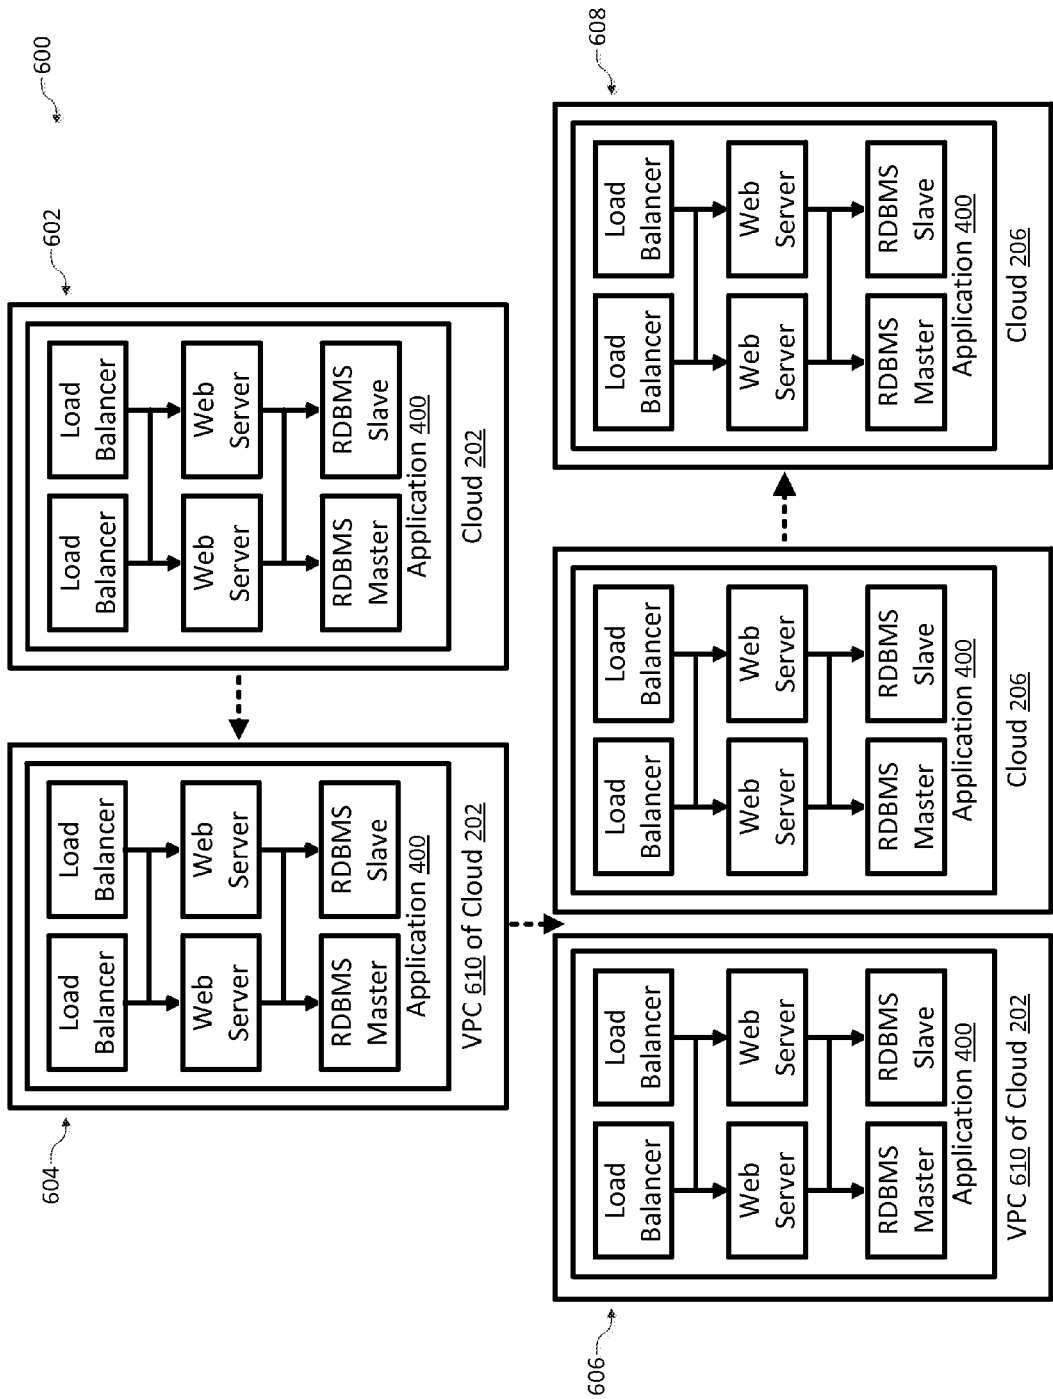 604
602
600
Load
Balancer
Load
Balancer
Web
Server
Web
Server
RDBMS
Master
RDBMS
Slave
Application 400
VPC 610 of Cloud 202
Load
Balancer
Load
Balancer
Web
Server
Web
Server
RDBMS
Master
RDBMS
Slave
Application 400
Cloud 202
606
608
Load
Balancer
Load
Balancer
Web
Server
Web
Server
RDBMS
Master
RDBMS
Slave
Application 400
VPC 610 of Cloud 202
Load
Balancer
Load
Balancer
Web
Server
Web
Server
RDBMS
Master
RDBMS
Slave
Application 400
Cloud 206
Load
Balancer
Load
Balancer
Web
Server
Web
Server
RDBMS
Master
RDBMS
Slave
Application 400
Cloud 206